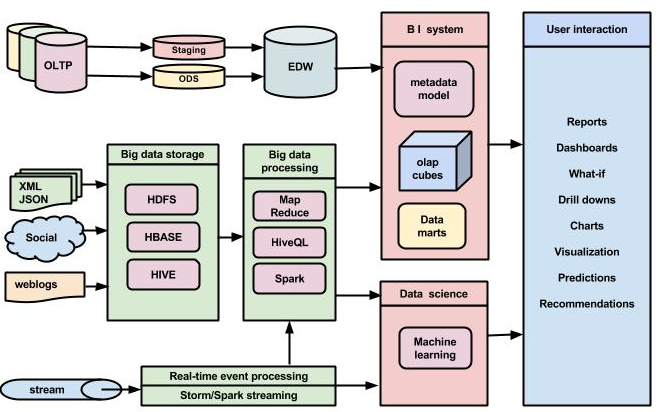 OLTP
Staging
ODS
EDW
B I system
metadata
model
olap
cubes
Data
marts
User interaction
Reports
Dashboards
What-if
Drill downs
Charts
Visualization
Predictions
Recommendations
XML
JSON
Social
weblogs
Big data storage
HDFS
HBASE
HIVE
Big data
processing
Map
Reduce
HiveQL
Spark
Data science
Machine
learning
stream
Real-time event processing
Storm/Spark streaming